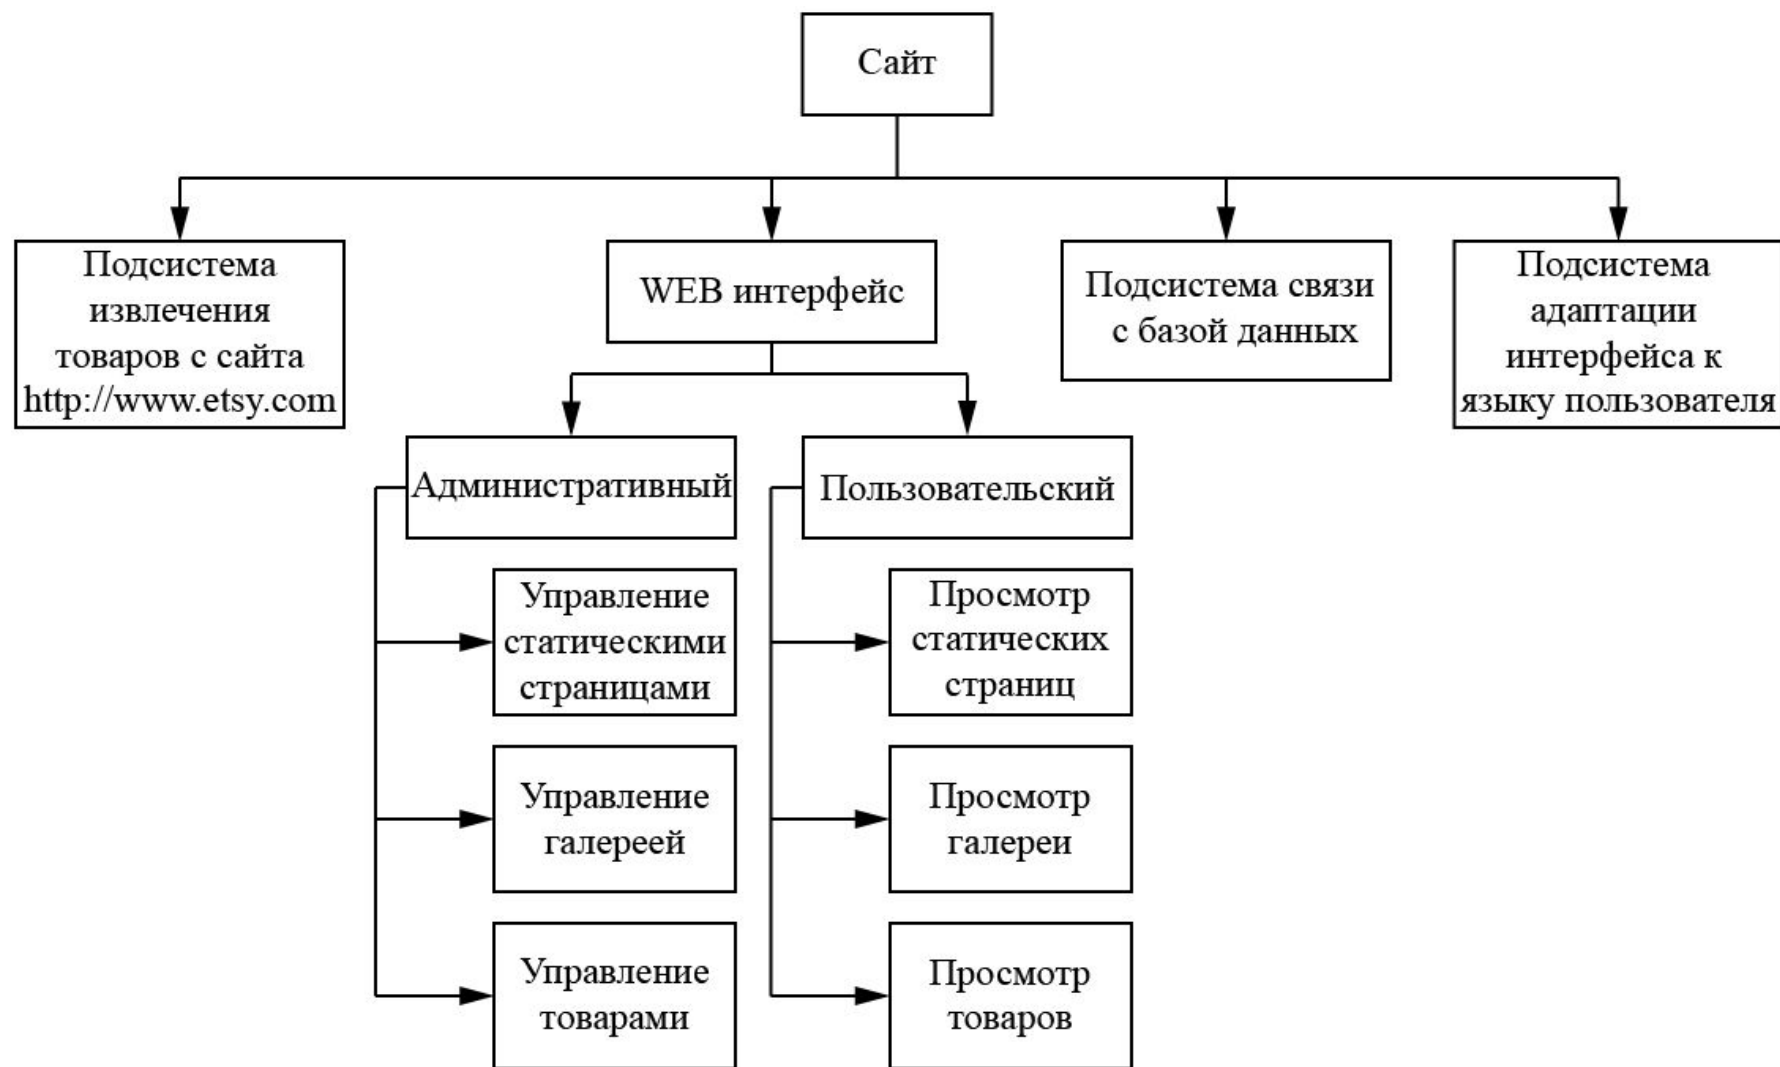 Сайт
Подсистема
извлечения
товаров с сайта
http://www.etsy.com
WEB интерфейс
Подсистема связи
с базой данных
Подсистема
адаптации
интерфейса к
языку пользователя
Административный
Пользовательский
Управление
статическими
страницами
Просмотр
статических
страниц
Управление
галереей
Просмотр
галереи
Управление
товарами
Просмотр
товаров